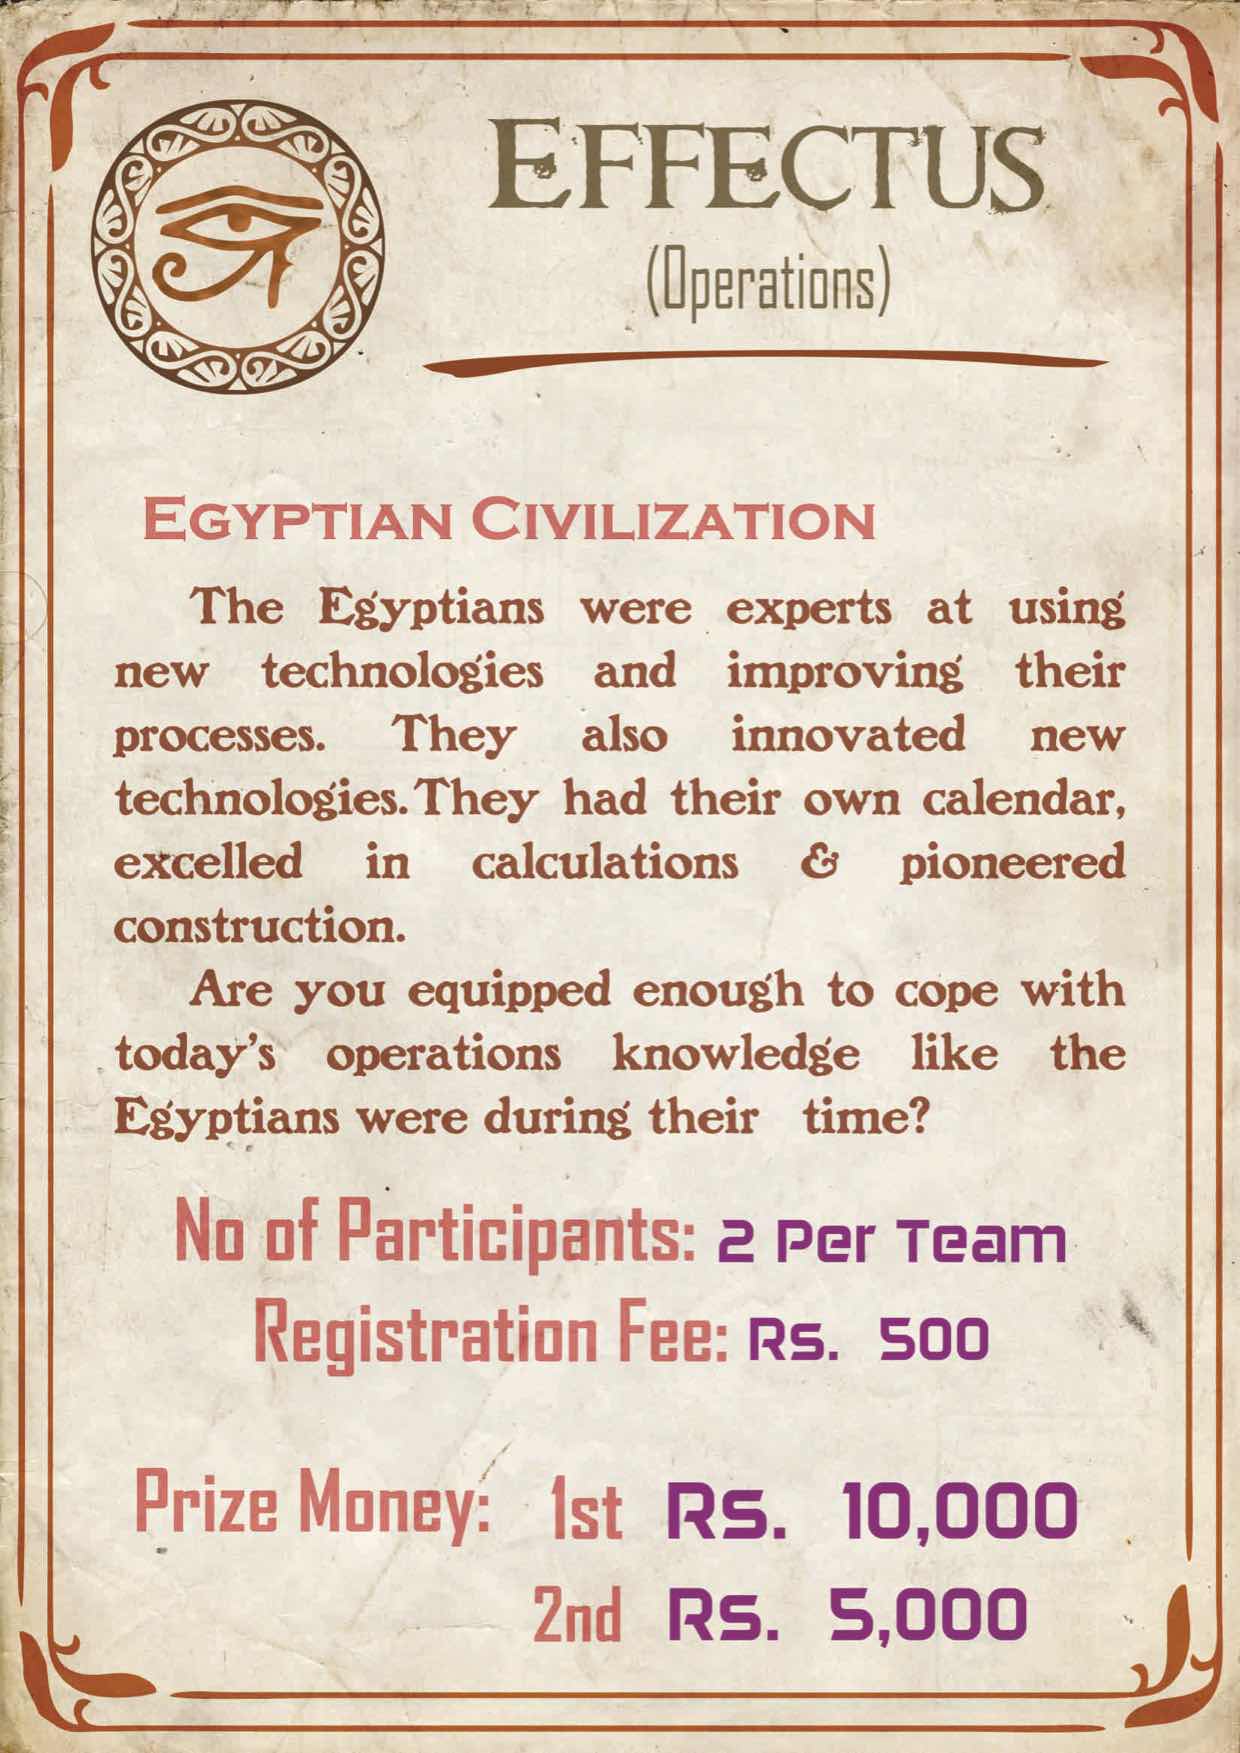 EFFECTUS
(Operations)
EGYPTIAN CIVILIZATION
The Egyptians were experts at using
new technologies and improving their
processes. They also innovated new
technologies.They had their own calendar,
excelled in calculations & pioneered
construction.
Are you equipped enough to cope with
today's operations knowledge like the
Egyptians were during their time?
No of Participants: 2 Per Team
Registration Fee: Rs. 500
Prize Money: 1st Rs. 10,000
2nd Rs. 5,000